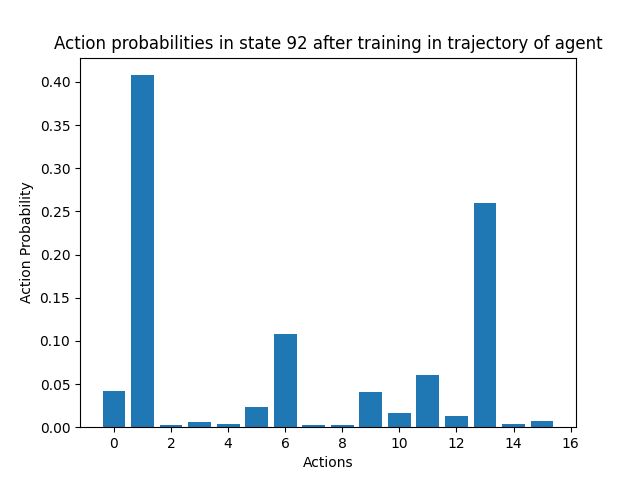 Action probabilities in state 92 after training in trajectory of agent
0.40
0.35
0.30
0.25
0.20
0.15
0.10
0.05
0.00
Action Probability
0 2 4 6 8 10 12 14 16
Actions